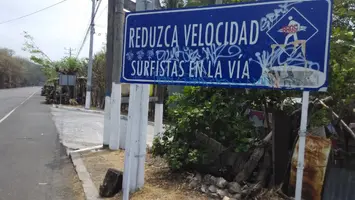 REDUZCA VELOCIDAD
SURFISTAS EN LA VÍA